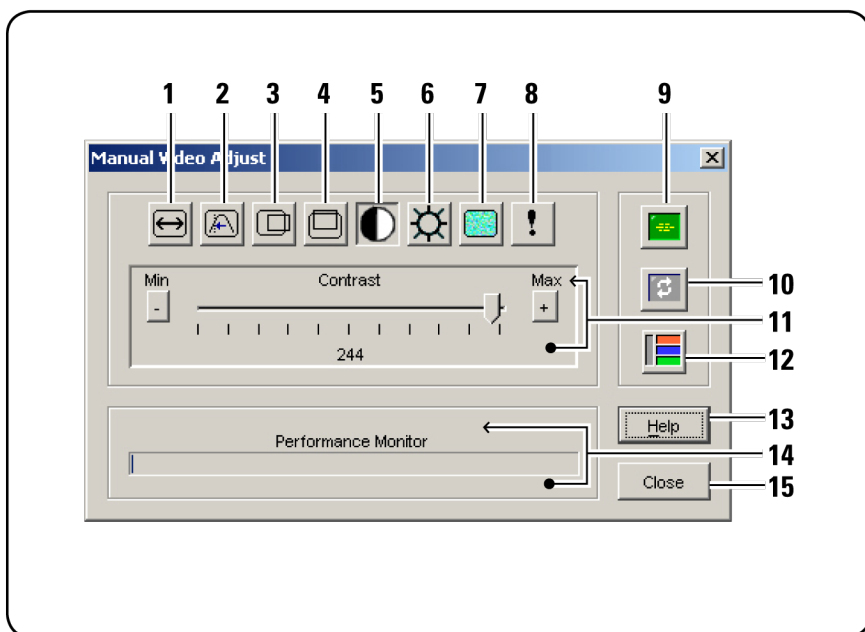 1 2 3 4 5 6 7 8 9
Manual Video Adjust
10
Min Contrast Max
- +
11
244
12
Help 13
Performance Monitor
14
Close 15